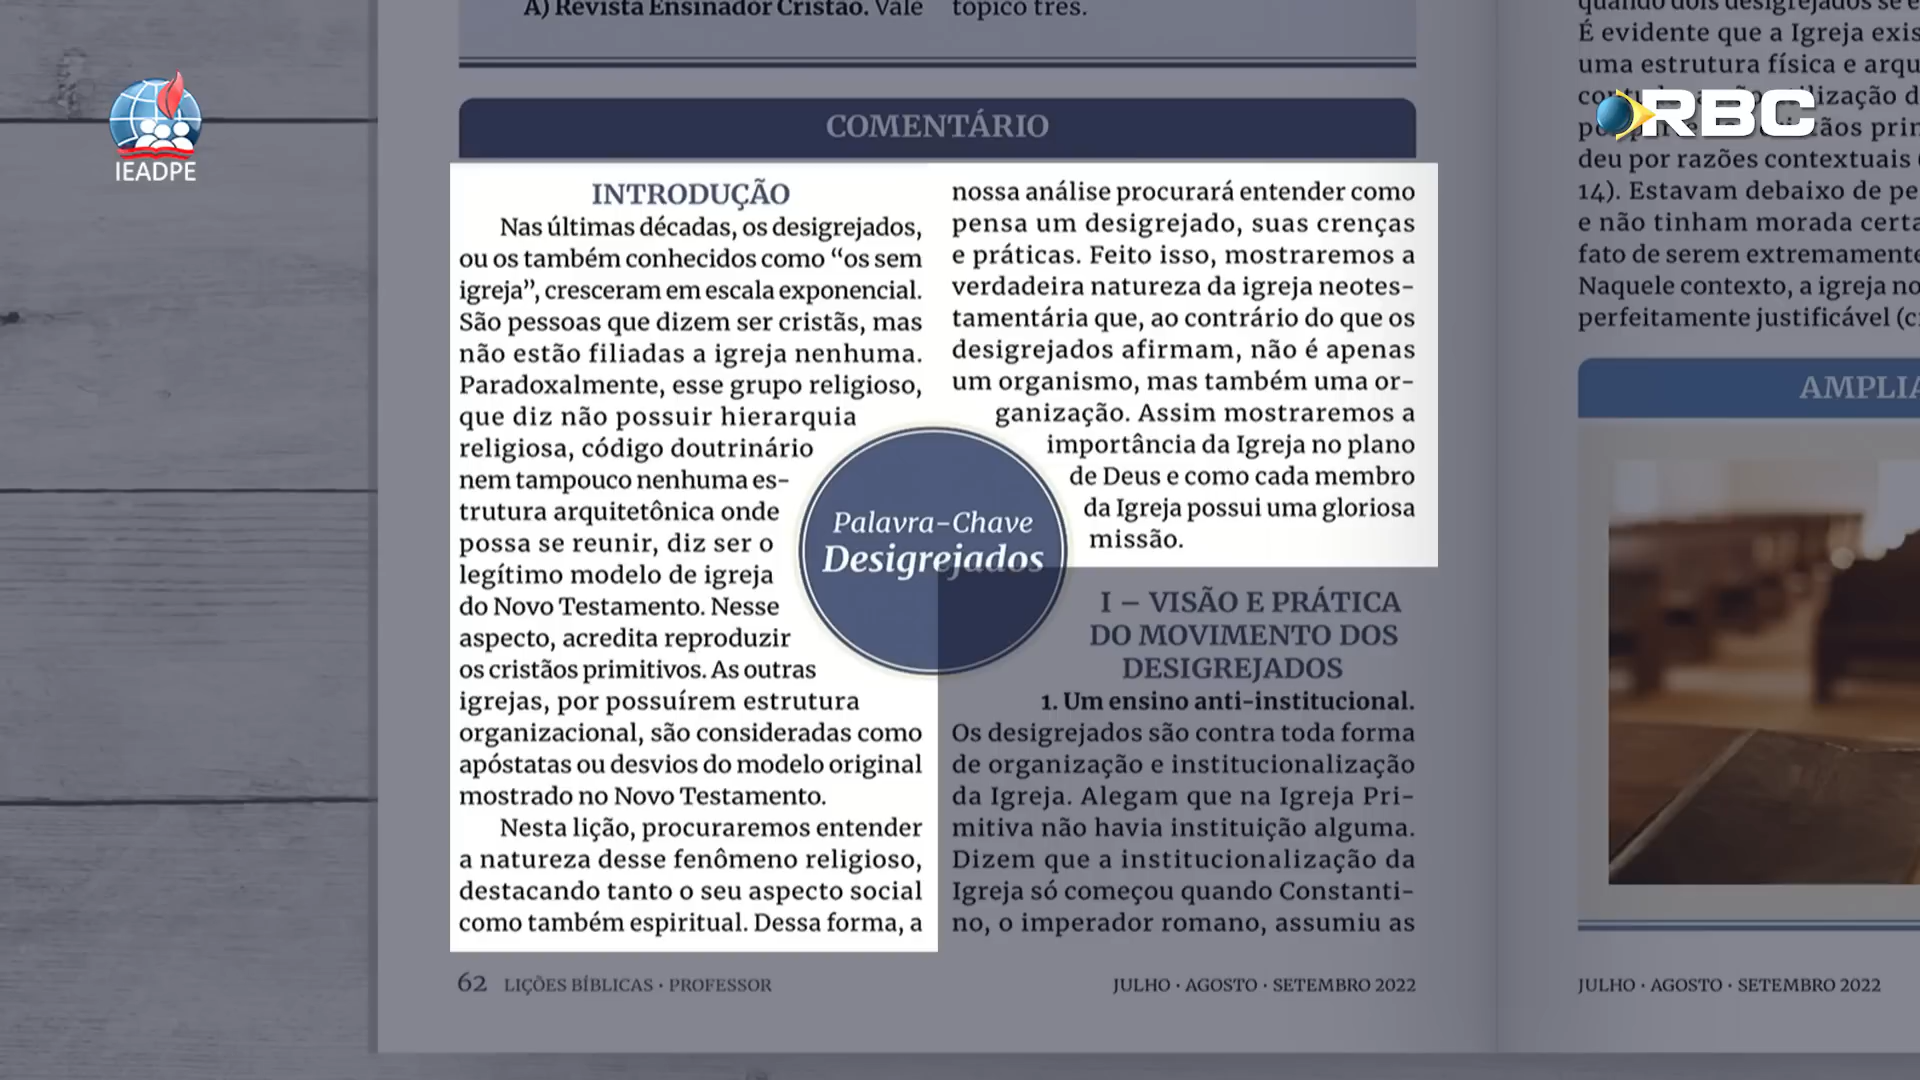 A) Revista Ensinador Cristão. Vale
tópico três.
IEADPE
RBC
COMENTÁRIO
INTRODUÇÃO
Nas últimas décadas, os desigrejados,
ou os também conhecidos como “os sem
igreja”, cresceram em escala exponencial.
São pessoas que dizem ser cristãs, mas
não estão filiadas a igreja nenhuma.
Paradoxalmente, esse grupo religioso,
que diz não possuir hierarquia
religiosa, código doutrinário
nem tampouco nenhuma es-
trutura arquitetônica onde
possa se reunir, diz ser o
legítimo modelo de igreja
do Novo Testamento. Nesse
aspecto, acredita reproduzir
os cristãos primitivos. As outras
igrejas, por possuírem estrutura
organizacional, são consideradas como
apóstatas ou desvios do modelo original
mostrado no Novo Testamento.
Nesta lição, procuraremos entender
a natureza desse fenômeno religioso,
destacando tanto o seu aspecto social
como também espiritual. Dessa forma, a
Palavra-Chave
Desigrejados
nossa análise procurará entender como
pensa um desigrejado, suas crenças
e práticas. Feito isso, mostraremos a
verdadeira natureza da igreja neotes-
tamentária que, ao contrário do que os
desigrejados afirmam, não é apenas
um organismo, mas também uma or-
ganização. Assim mostraremos a
importância da Igreja no plano
de Deus e como cada membro
da Igreja possui uma gloriosa
missão.
I – VISÃO E PRÁTICA
DO MOVIMENTO DOS
DESIGREJADOS
1. Um ensino anti-institucional.
Os desigrejados são contra toda forma
de organização e institucionalização
da Igreja. Alegam que na Igreja Pri-
mitiva não havia instituição alguma.
Dizem que a institucionalização da
Igreja só começou quando Constanti-
no, o imperador romano, assumiu as
62 LIÇÕES BÍBLICAS · PROFESSOR
JULHO · AGOSTO · SETEMBRO 2022
quando dois desigrejados se
É evidente que a Igreja
uma estrutura física e
deu por razões contextuais
14). Estavam debaixo de
e não tinham morada certa
fato de serem extremamente
Naquele contexto, a igreja
perfeitamente justificável
JULHO · AGOSTO · SETEMBRO 2022